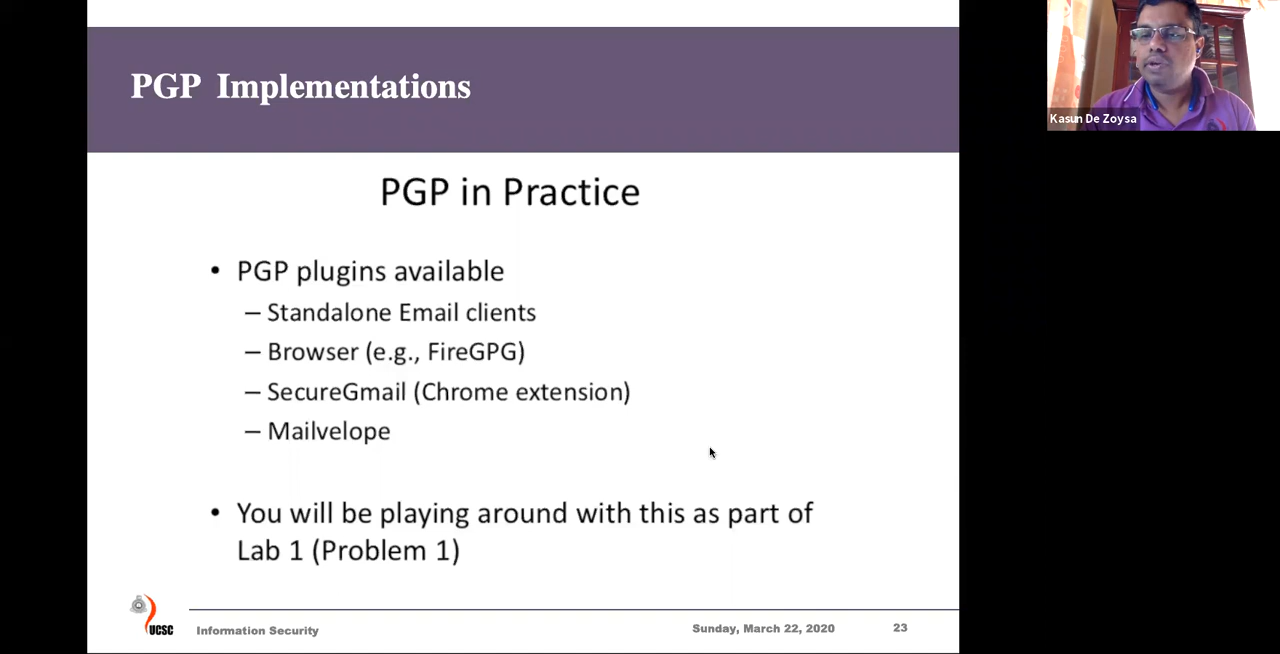 PGP Implementations
Kasun De Zoysa
PGP in Practice
• PGP plugins available
– Standalone Email clients
– Browser (e.g., FireGPG)
– SecureGmail (Chrome extension)
– Mailvelope
• You will be playing around with this as part of
Lab 1 (Problem 1)
UCSC
Information Security
Sunday, March 22, 2020
23